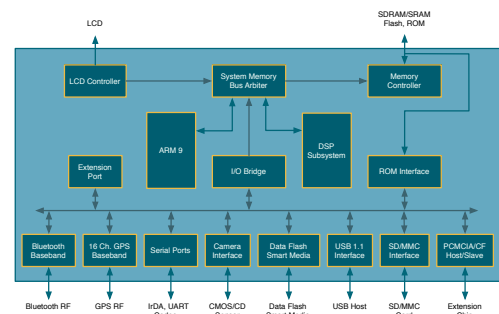 LCD
SDRAM/SRAM
Flash, ROM
LCD Controller
System Memory
Bus Arbiter
Memory
Controller
ARM 9
DSP
Subsystem
Extension
Port
I/O Bridge
ROM Interface
Bluetooth
Baseband
16 Ch. GPS
Baseband
Serial Ports
Camera
Interface
Data Flash
Smart Media
USB 1.1
Interface
SD/MMC
Interface
PCMCIA/CF
Host/Slave
Bluetooth RF
GPS RF
IrDA, UART
CMOS/CD
Data Flash
USB Host
SD/MMC
Extension